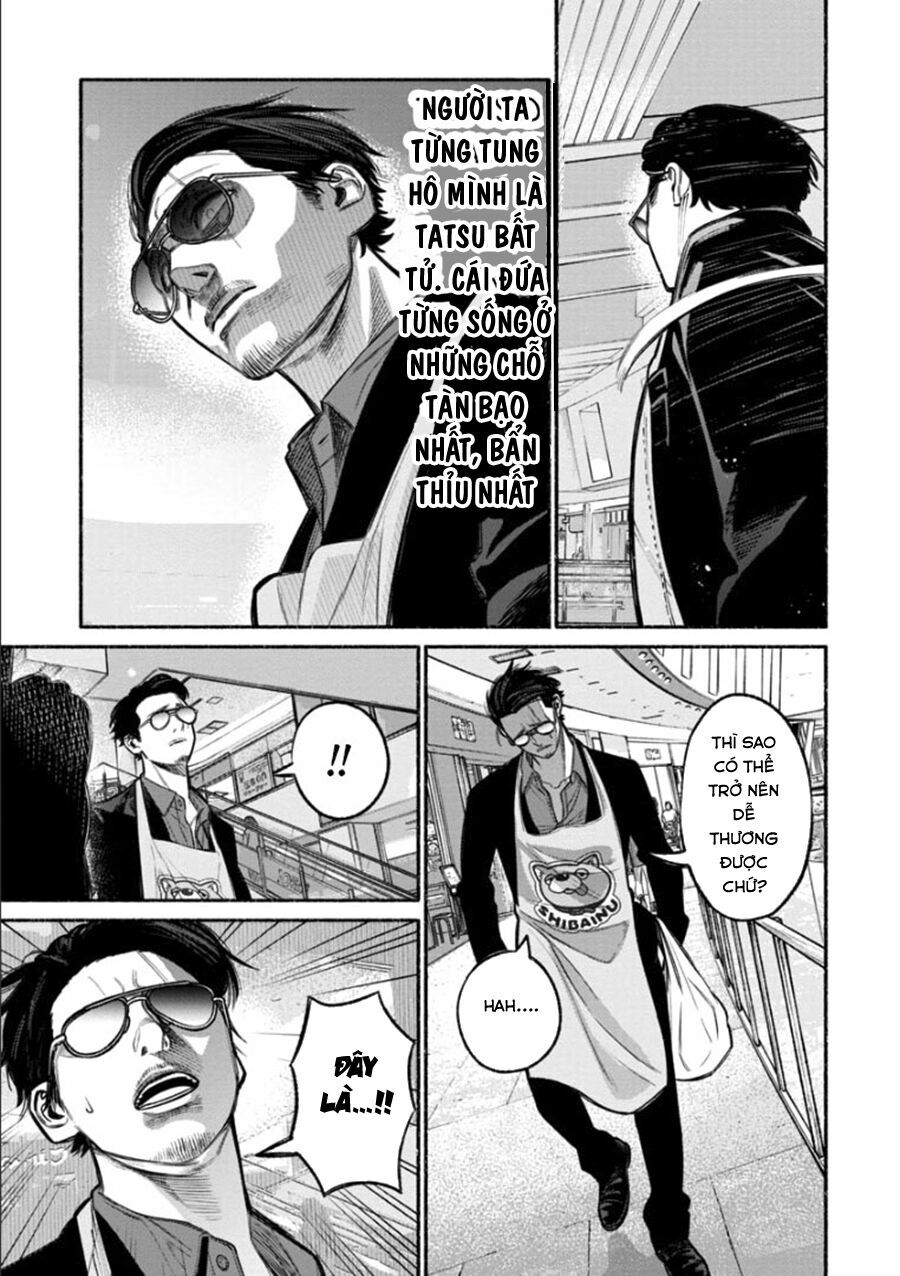 NGƯỜI TA
TỪNG TUNG
HÔ MÌNH LÀ
TATSU BẤT
TỬ. CÁI ĐỨA
TỪNG SỐNG Ở
NHỮNG CHỖ
TÀN BẠO
NHẤT, BẨN
THỈU NHẤT
THÌ SAO
CÓ THỂ
TRỞ NÊN
DỄ
THƯƠNG
ĐƯỢC
CHỨ?
SHIBAINU
HAH....
!!
ĐÂY
LÀ...!!